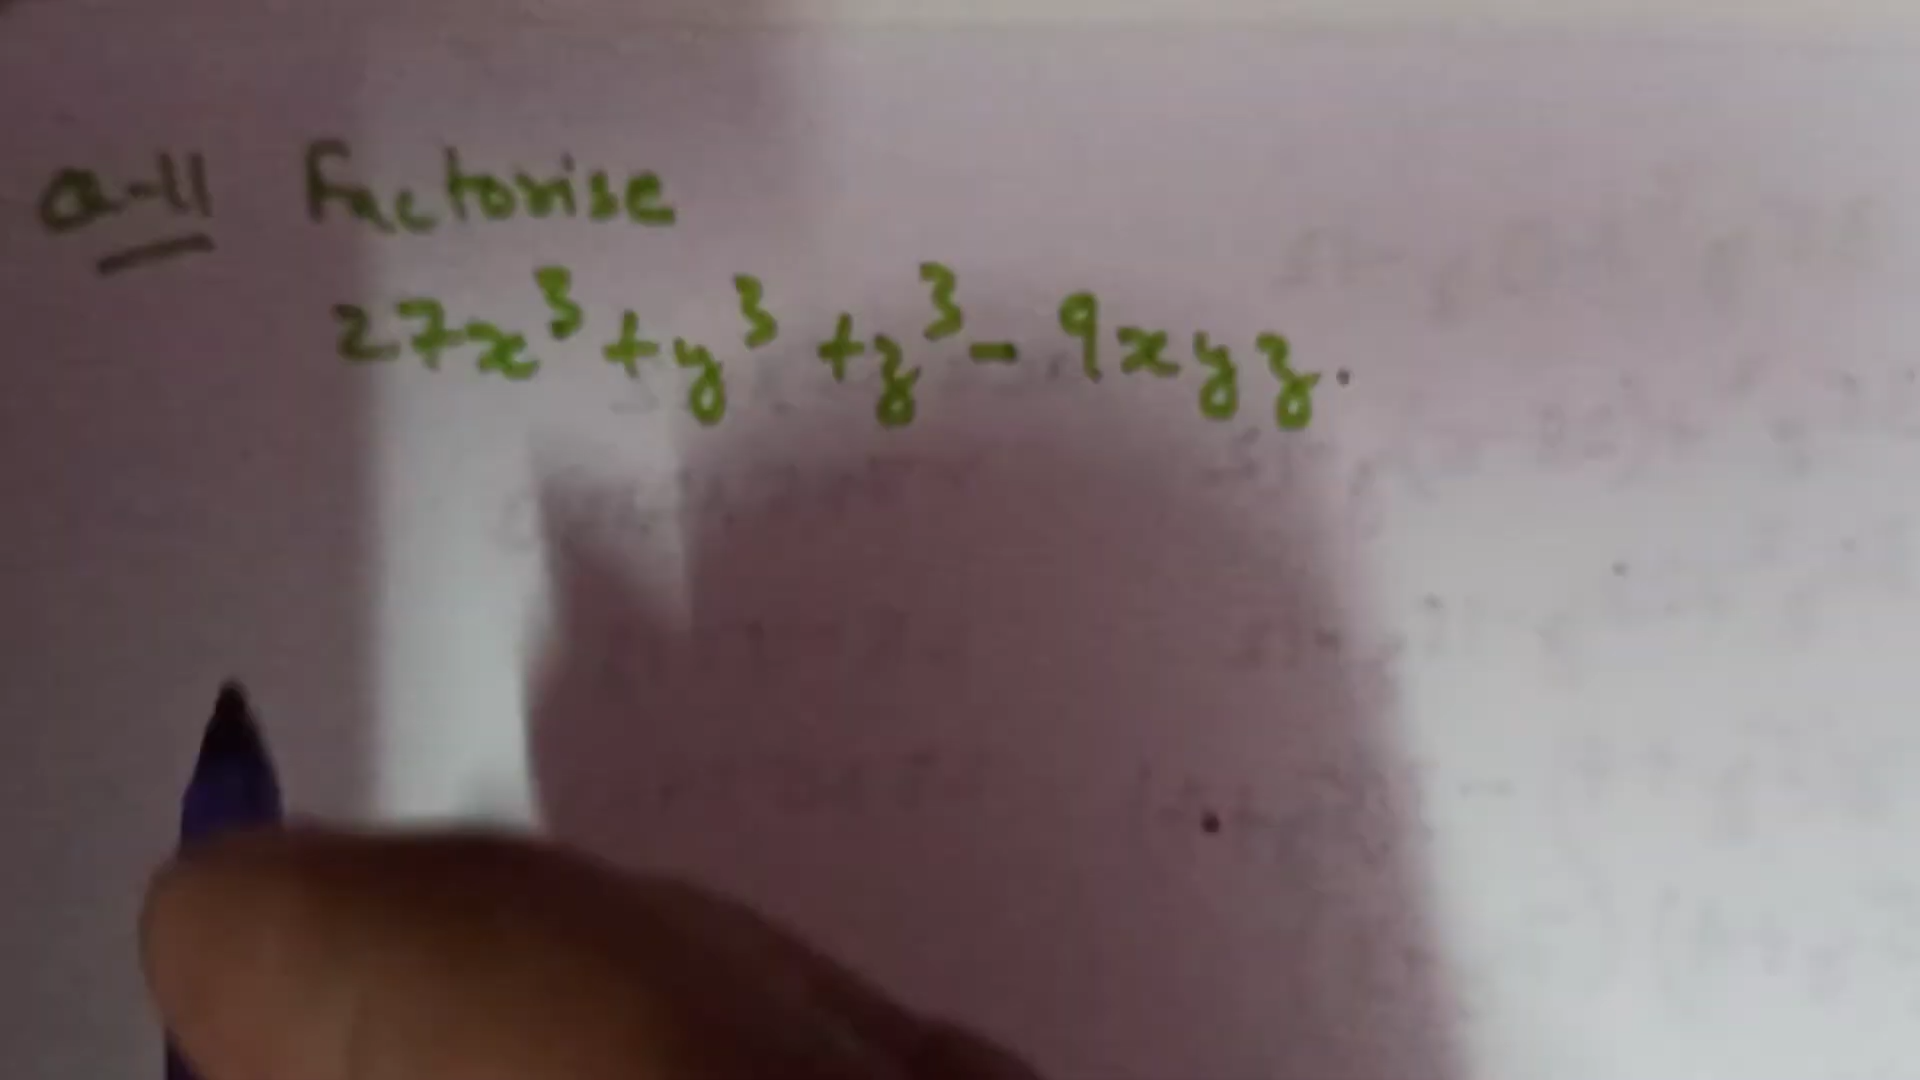 Q-11 Factorise
27x³ + y³ + z³ - 9xyz.